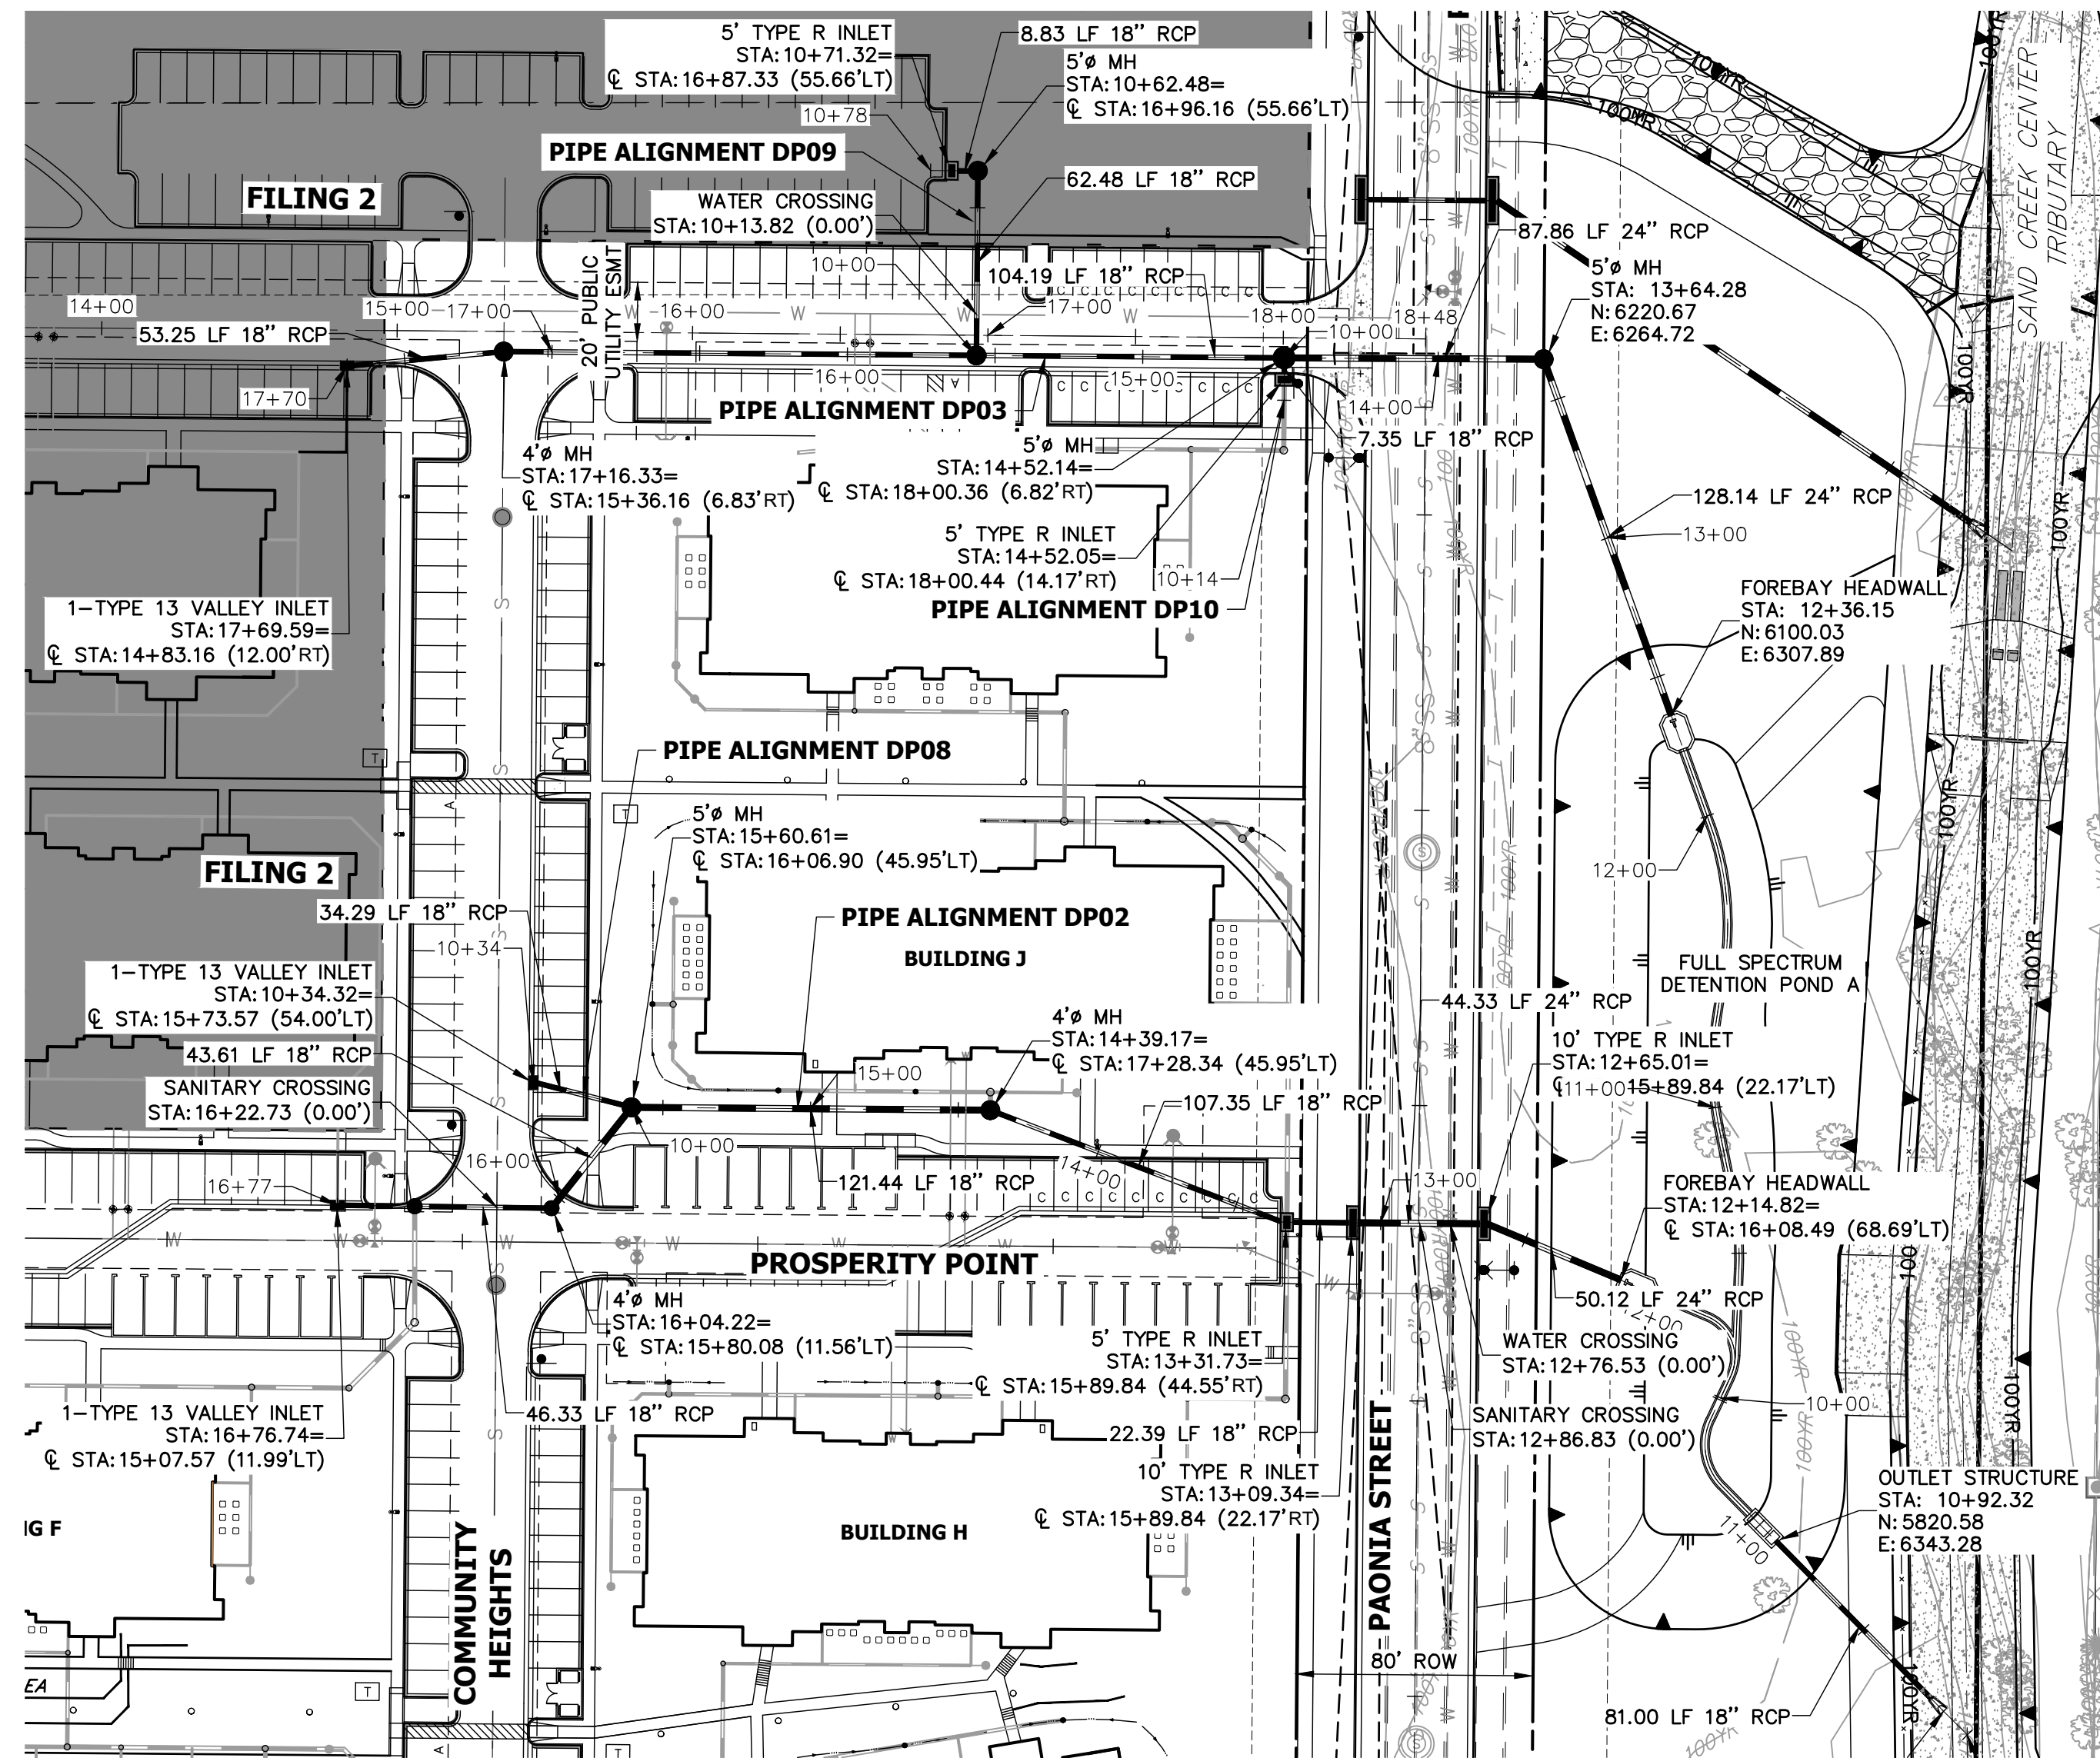 5' TYPE R INLET
STA:10+71.32=
℄ STA:16+87.33 (55.66'LT)
8.83 LF 18" RCP
5'ø MH
STA:10+62.48=
℄ STA:16+96.16 (55.66'LT)
10+78
PIPE ALIGNMENT DP09
62.48 LF 18" RCP
FILING 2
WATER CROSSING
STA:10+13.82 (0.00')
10+00
104.19 LF 18" RCP
87.86 LF 24" RCP
5'ø MH
STA: 13+64.28
N:6220.67
E:6264.72
100YR
100YR
100YR
SAND CREEK CENTER
TRIBUTARY
20' PUBLIC
UTILITY ESMT
14+00
15+00
17+00
16+00
17+00
18+00
10+00
18+48
53.25 LF 18" RCP
17+70
16+00
15+00
14+00
PIPE ALIGNMENT DP03
7.35 LF 18" RCP
4'ø MH
STA:17+16.33=
℄ STA:15+36.16 (6.83'RT)
5'ø MH
STA:14+52.14=
℄ STA:18+00.36 (6.82'RT)
5' TYPE R INLET
STA:14+52.05=
℄ STA:18+00.44 (14.17'RT)
10+14
PIPE ALIGNMENT DP10
128.14 LF 24" RCP
13+00
FOREBAY HEADWALL
STA: 12+36.15
N:6100.03
E:6307.89
1-TYPE 13 VALLEY INLET
STA:17+69.59=
℄ STA:14+83.16 (12.00'RT)
T
PIPE ALIGNMENT DP08
5'ø MH
STA:15+60.61=
℄ STA:16+06.90 (45.95'LT)
T
12+00
FILING 2
34.29 LF 18" RCP
10+34
PIPE ALIGNMENT DP02
BUILDING J
FULL SPECTRUM
DETENTION POND A
1-TYPE 13 VALLEY INLET
STA:10+34.32=
℄ STA:15+73.57 (54.00'LT)
43.61 LF 18" RCP
SANITARY CROSSING
STA:16+22.73 (0.00')
4'ø MH
STA:14+39.17=
℄ STA:17+28.34 (45.95'LT)
15+00
44.33 LF 24" RCP
10' TYPE R INLET
STA:12+65.01=
℄ 15+89.84 (22.17'LT)
11+00
107.35 LF 18" RCP
10+00
16+00
14+00
13+00
16+77
121.44 LF 18" RCP
FOREBAY HEADWALL
STA:12+14.82=
℄ STA:16+08.49 (68.69'LT)
PROSPERITY POINT
4'ø MH
STA:16+04.22=
℄ STA:15+80.08 (11.56'LT)
50.12 LF 24" RCP
5' TYPE R INLET
STA:13+31.73=
℄ STA:15+89.84 (44.55'RT)
WATER CROSSING
STA:12+76.53 (0.00')
10+00
1-TYPE 13 VALLEY INLET
STA:16+76.74=
℄ STA:15+07.57 (11.99'LT)
46.33 LF 18" RCP
22.39 LF 18" RCP
SANITARY CROSSING
STA:12+86.83 (0.00')
10' TYPE R INLET
STA:13+09.34=
℄ STA:15+89.84 (22.17'RT)
OUTLET STRUCTURE
STA: 10+92.32
N:5820.58
E:6343.28
11+00
BUILDING H
COMMUNITY
HEIGHTS
PAONIA STREET
80' ROW
81.00 LF 18" RCP
100YR
T